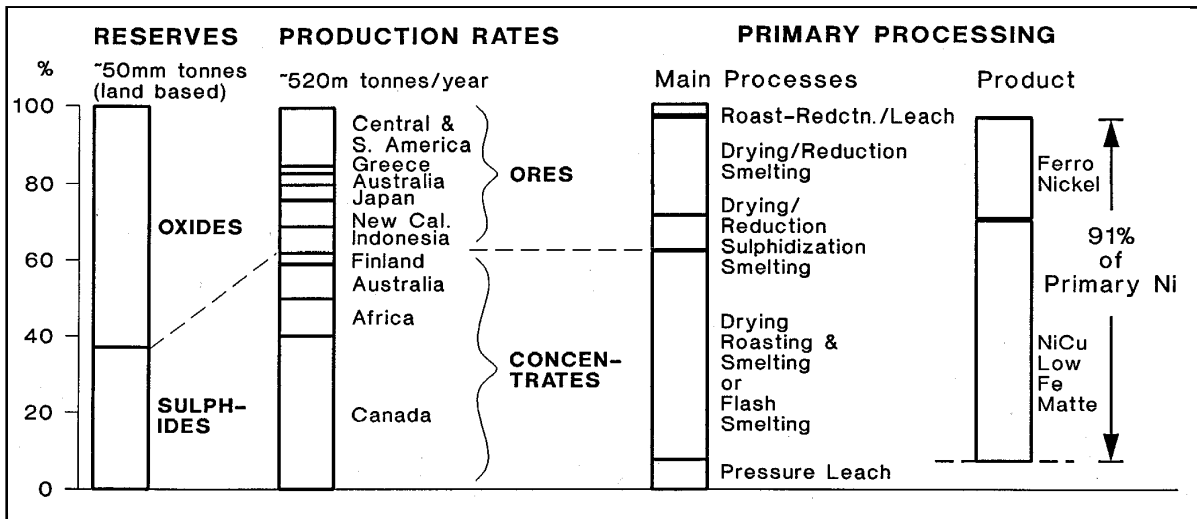 RESERVES
~50mm tonnes
(land based)
%
100
80
60
40
20
0
OXIDES
SULPH-
IDES
PRODUCTION RATES
~520m tonnes/year
Central &
S. America
Greece
Australia
Japan
New Cal.
Indonesia
Finland
Australia
Africa
Canada
ORES
CONCEN-
TRATES
PRIMARY PROCESSING
Main Processes
Roast-Redctn./Leach
Drying/Reduction
Smelting
Drying/
Reduction
Sulphidization
Smelting
Drying
Roasting &
Smelting
or
Flash
Smelting
Pressure Leach
Product
Ferro
Nickel
NiCu
Low
Fe
Matte
91%
of
Primary Ni